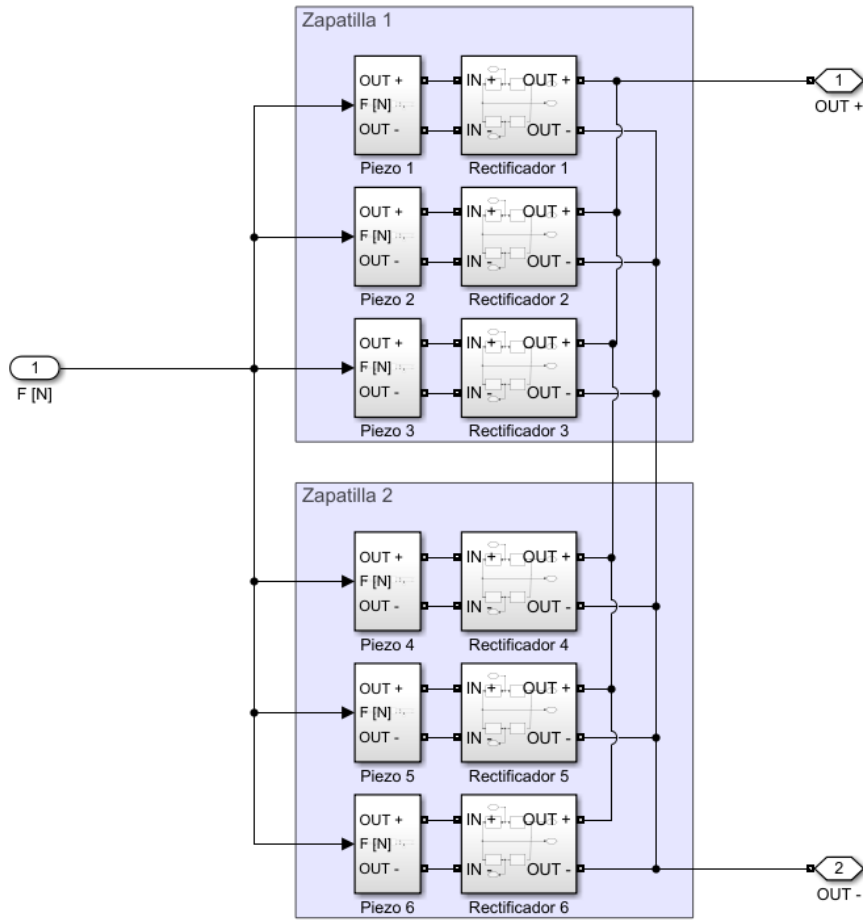 Zapatilla 1
OUT + IN + OUT + 1
F [N] OUT +
OUT - IN - OUT -
Piezo 1 Rectificador 1
OUT + IN + OUT +
F [N]
OUT - IN - OUT -
Piezo 2 Rectificador 2
OUT + IN + OUT +
1 F [N]
F [N] OUT - IN - OUT -
Piezo 3 Rectificador 3
Zapatilla 2
OUT + IN + OUT +
F [N]
OUT - IN - OUT -
Piezo 4 Rectificador 4
OUT + IN + OUT +
F [N]
OUT - IN - OUT -
Piezo 5 Rectificador 5
OUT + IN + OUT +
F [N]
OUT - IN - OUT - 2
OUT -
Piezo 6 Rectificador 6